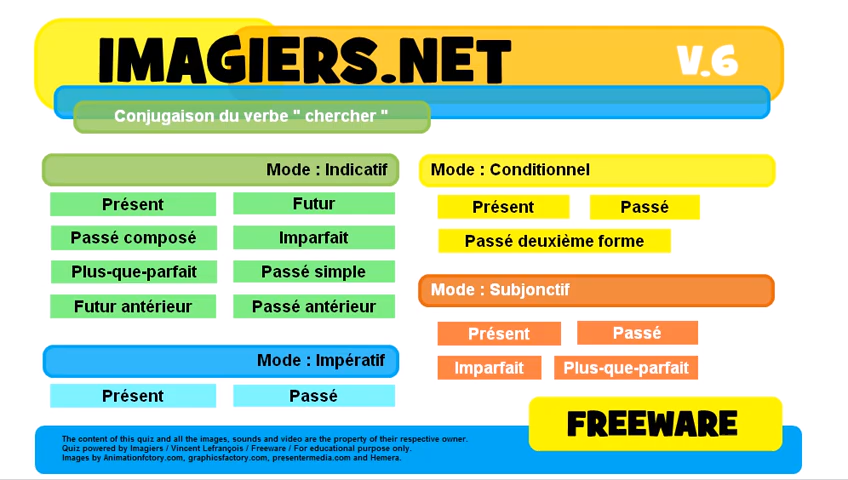 IMAGIERS.NET
V.6
Conjugaison du verbe " chercher "
Mode : Indicatif
Présent
Futur
Passé composé
Imparfait
Plus-que-parfait
Passé simple
Futur antérieur
Passé antérieur
Mode : Impératif
Présent
Passé
Mode : Conditionnel
Présent
Passé
Passé deuxième forme
Mode : Subjonctif
Présent
Passé
Imparfait
Plus-que-parfait
FREEWARE
The content of this quiz and all the images, sounds and video are the property of their respective owner.
Quiz powered by Imagiers / Vincent Lefrançois / Freeware / For educational purpose only.
Images by Animationfctory.com, graphicsfactory.com, presentermedia.com and Hemera.